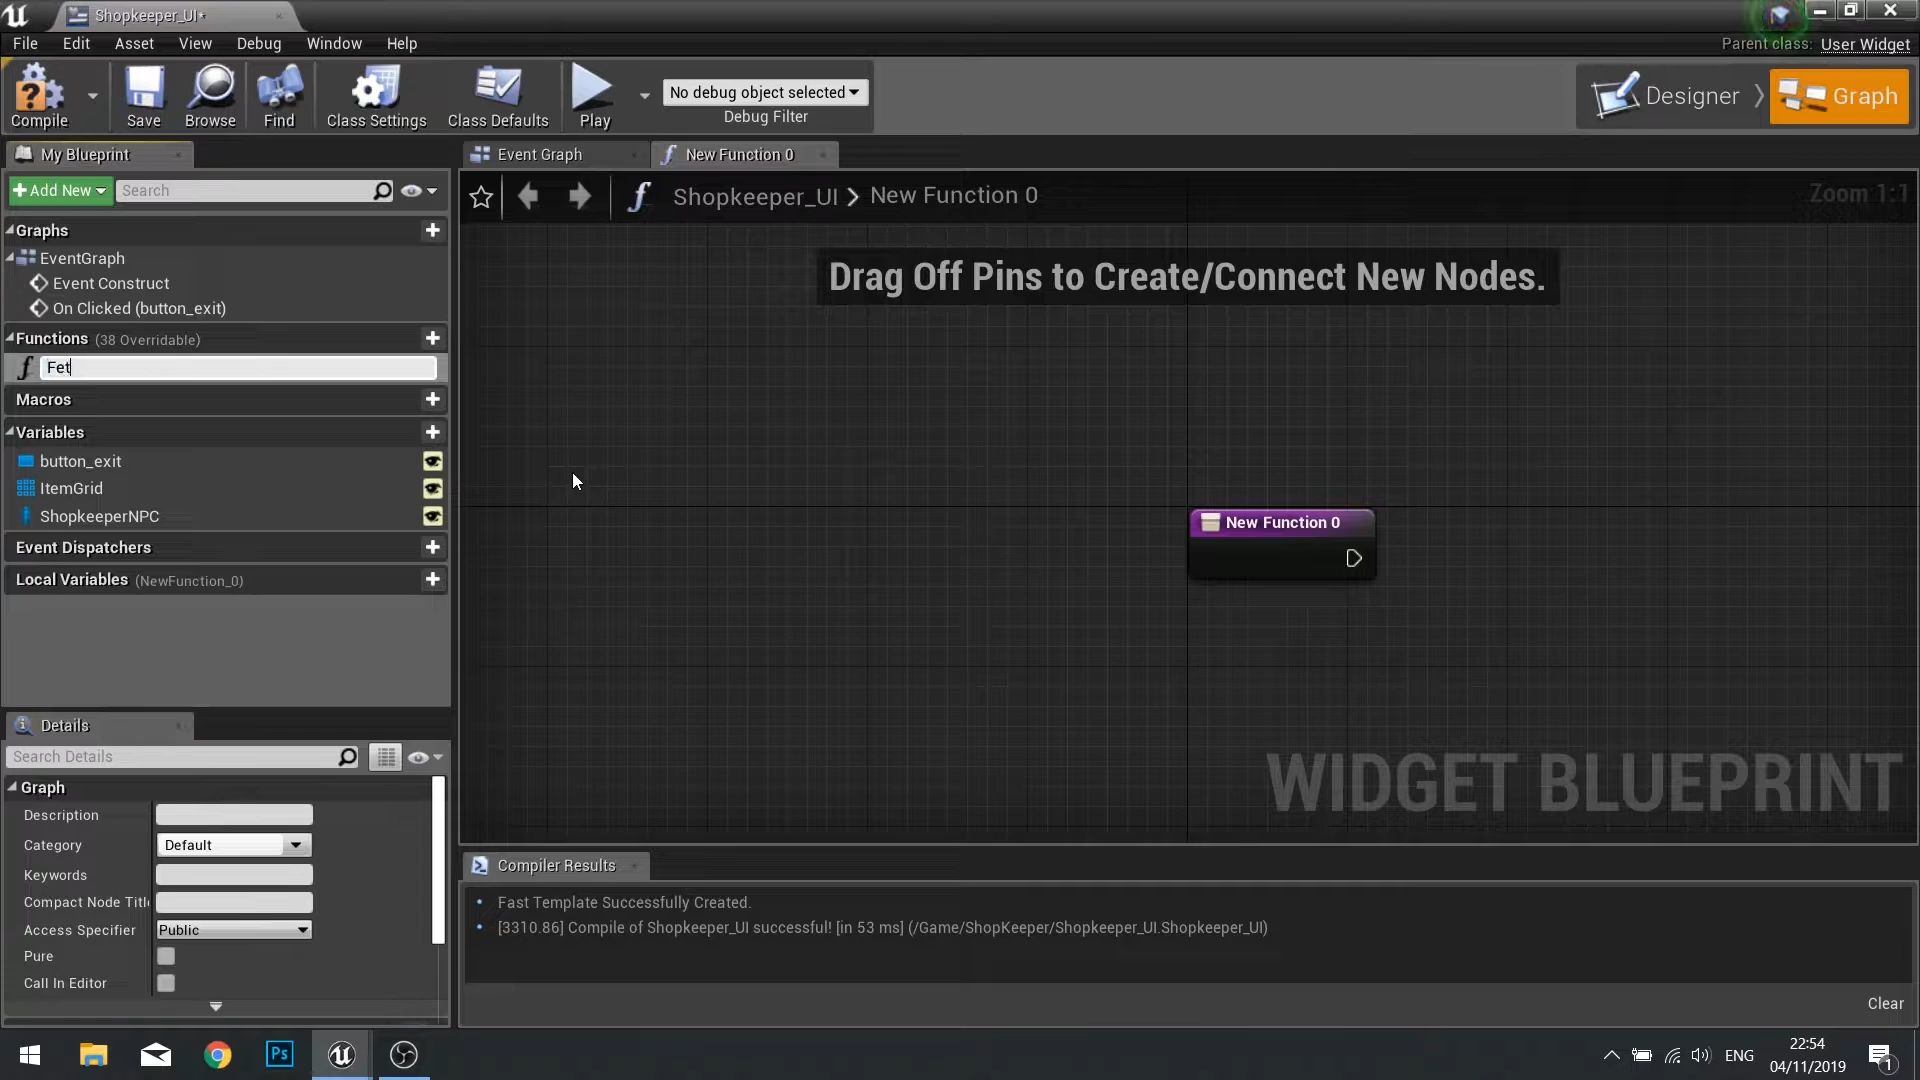 Shopkeeper_UI*
File Edit Asset View Debug Window Help
Parent class: User Widget
Compile Save Browse Find Class Settings Class Defaults Play
No debug object selected
Debug Filter
Designer Graph
My Blueprint
Event Graph
New Function 0
Add New
Search
Shopkeeper_UI New Function 0
Zoom 1:1
Graphs
EventGraph
Event Construct
On Clicked (button_exit)
Functions (38 Overridable)
Fet
Macros
Variables
button_exit
ItemGrid
ShopkeeperNPC
Event Dispatchers
Local Variables (NewFunction_0)
Drag Off Pins to Create/Connect New Nodes.
New Function 0
WIDGET BLUEPRINT
Details
Search Details
Graph
Description
Category Default
Keywords
Compact Node Titl
Access Specifier Public
Pure
Call In Editor
Compiler Results
Fast Template Successfully Created.
[3310.86] Compile of Shopkeeper_UI successful! [in 53 ms] (/Game/ShopKeeper/Shopkeeper_UI.Shopkeeper_UI)
Clear
Ps
ENG
22:54
04/11/2019
1